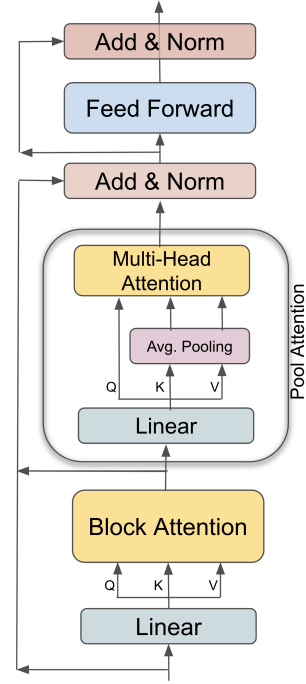 Add & Norm
Feed Forward
Add & Norm
Multi-Head
Attention
Avg. Pooling
Q K V
Linear
Pool Attention
Block Attention
Q K V
Linear